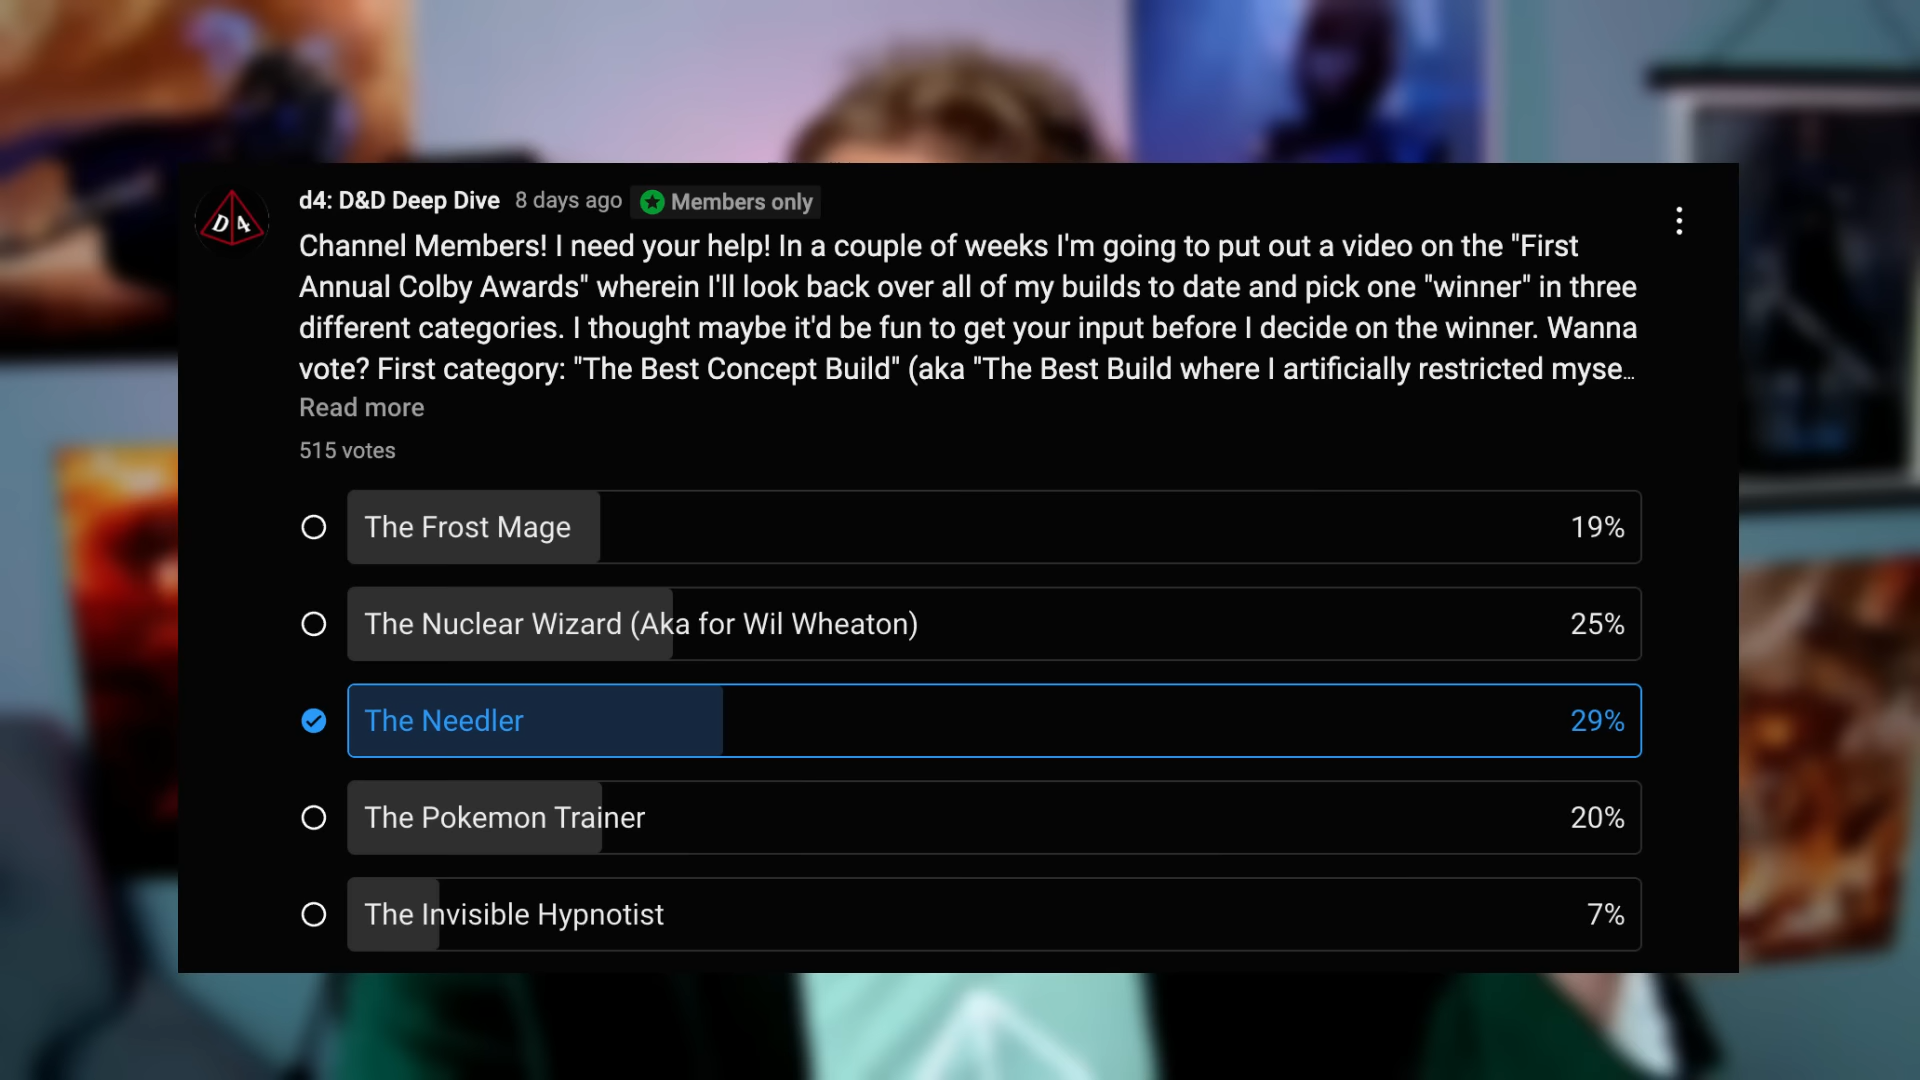 D4
d4: D&D Deep Dive 8 days ago Members only
Channel Members! I need your help! In a couple of weeks I'm going to put out a video on the "First
Annual Colby Awards" wherein I'll look back over all of my builds to date and pick one "winner" in three
different categories. I thought maybe it'd be fun to get your input before I decide on the winner. Wanna
vote? First category: "The Best Concept Build" (aka "The Best Build where I artificially restricted myse...
Read more
515 votes
The Frost Mage 19%
The Nuclear Wizard (Aka for Wil Wheaton) 25%
The Needler 29%
The Pokemon Trainer 20%
The Invisible Hypnotist 7%